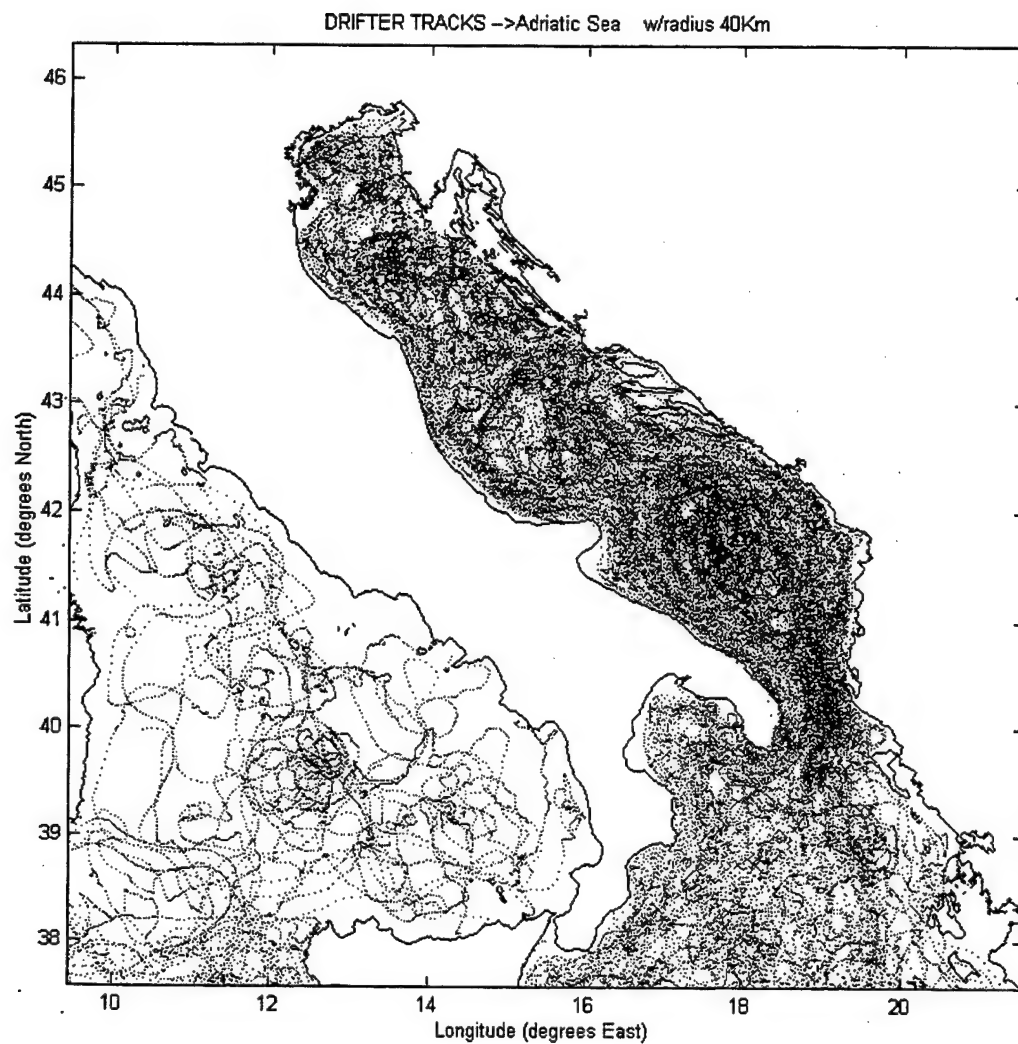 DRIFTER TRACKS -->Adriatic Sea w/radius 40Km
46
45
44
43
42
41
40
39
38
Latitude (degrees North)
10 12 14 16 18 20
Longitude (degrees East)